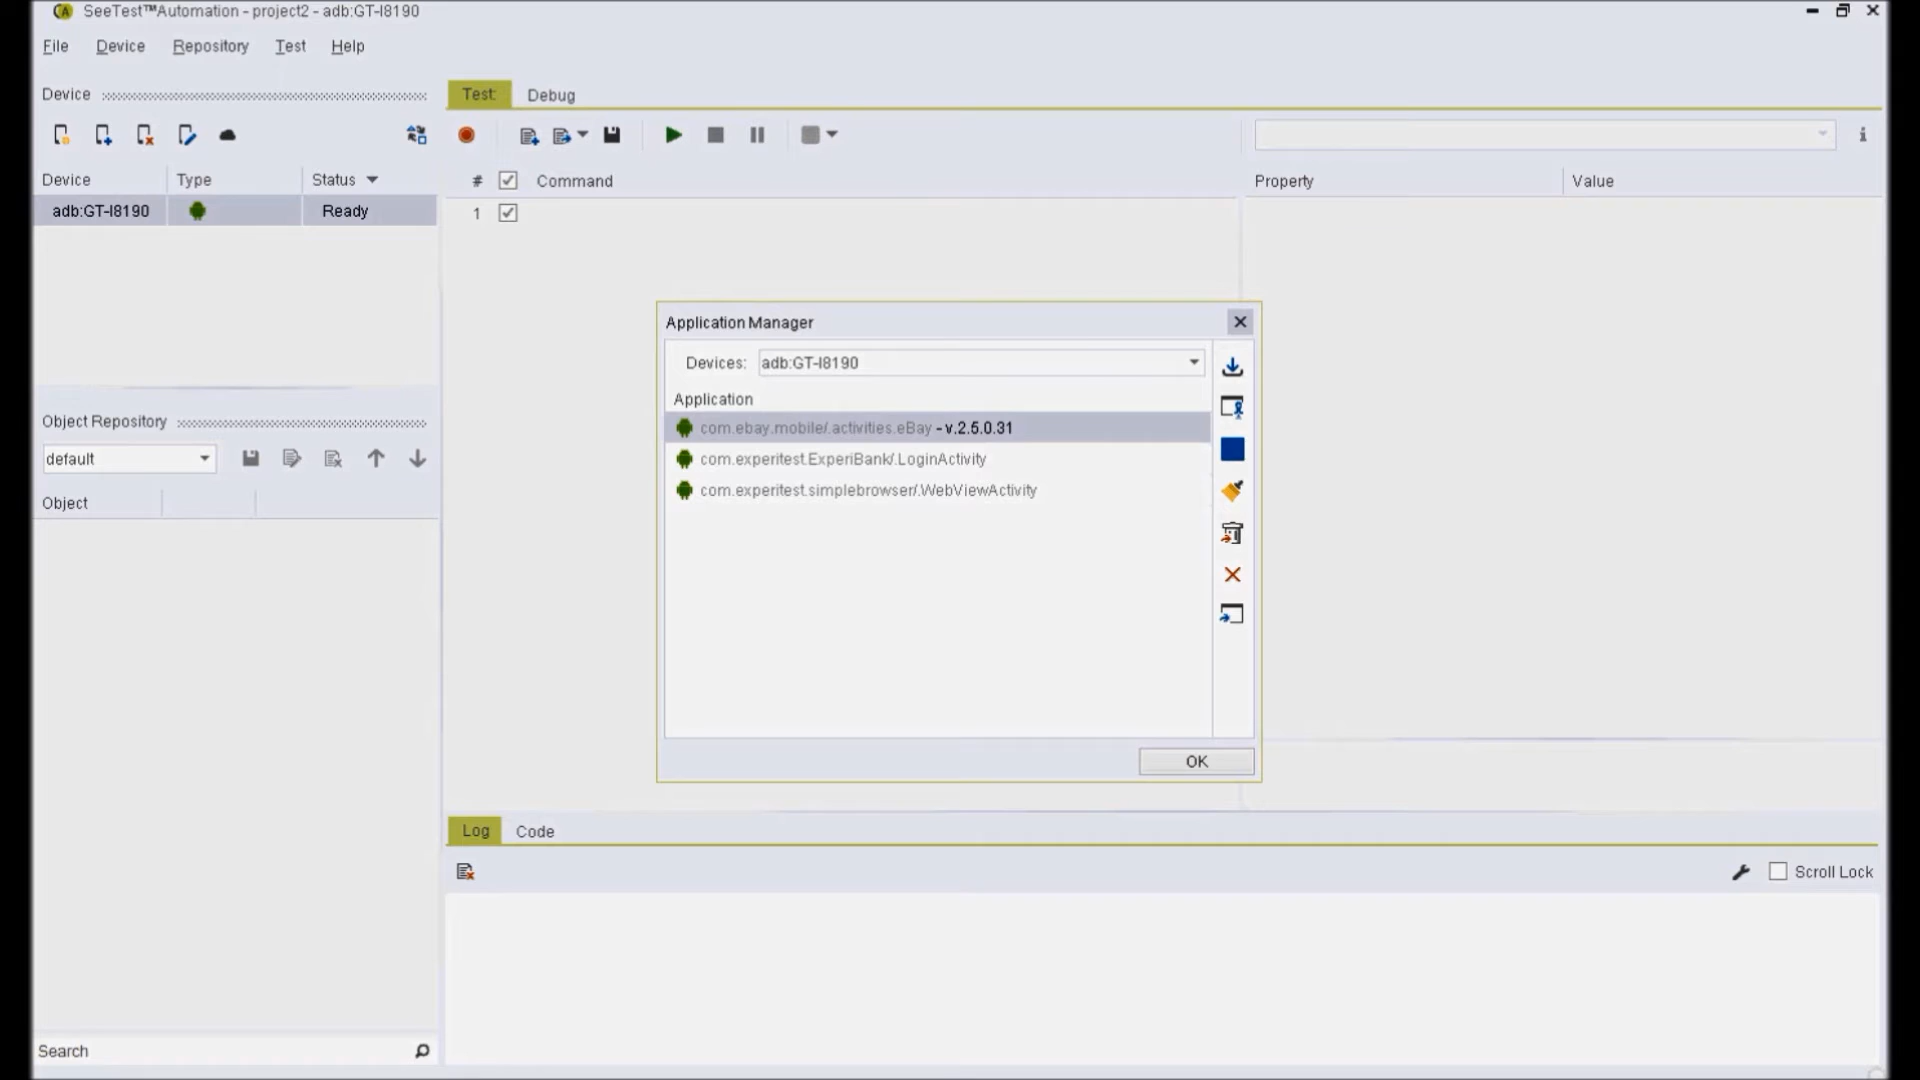 SeeTest™Automation - project2 - adb:GT-I8190
File Device Repository Test Help
Device
Test Debug
Device Type Status
adb:GT-I8190 Ready
# Command
1
Property Value
Application Manager
Devices: adb:GT-I8190
Application
com.ebay.mobile/.activities.eBay - v.2.5.0.31
com.experitest.ExperiBank/.LoginActivity
com.experitest.simplebrowser/.WebViewActivity
OK
Object Repository
default
Object
Log Code
Scroll Lock
Search